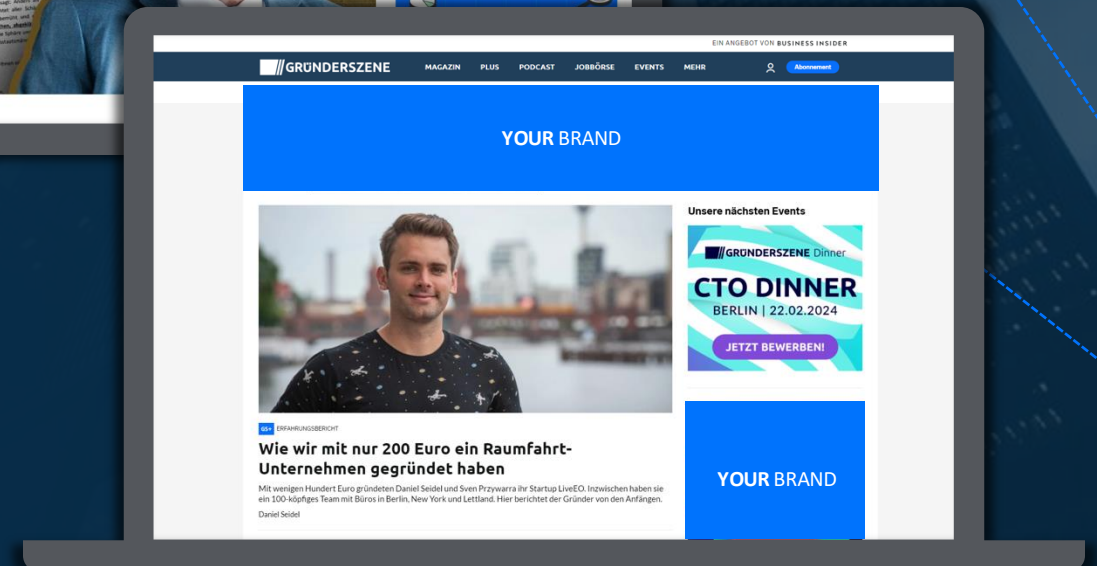 EIN ANGEBOT VON BUSINESS INSIDER
GRÜNDERSZENE MAGAZIN PLUS PODCAST JOBBÖRSE EVENTS MEHR Abonnement
YOUR BRAND
Unsere nächsten Events
GRÜNDERSZENE Dinner
CTO DINNER
BERLIN | 22.02.2024
JETZT BEWERBEN!
GS+ ERFAHRUNGSBERICHT
Wie wir mit nur 200 Euro ein Raumfahrt-
Unternehmen gegründet haben
Mit wenigen Hundert Euro gründeten Daniel Seidel und Sven Przywarra ihr Startup LiveEO. Inzwischen haben sie
ein 100-köpfiges Team mit Büros in Berlin, New York und Lettland. Hier berichtet der Gründer von den Anfängen.
Daniel Seidel
YOUR BRAND